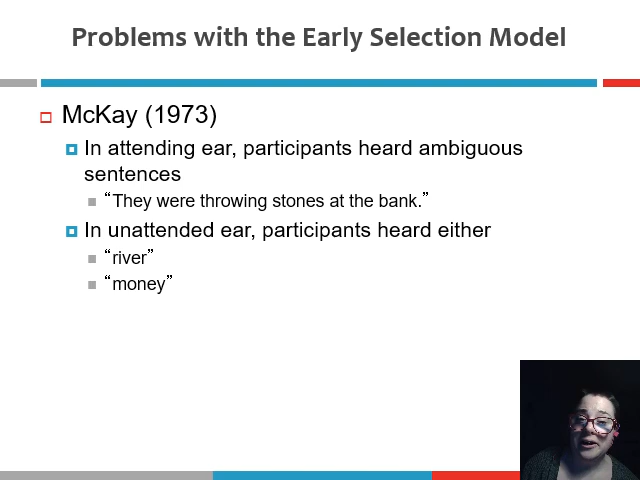 Problems with the Early Selection Model
McKay (1973)
In attending ear, participants heard ambiguous
sentences
“They were throwing stones at the bank.”
In unattended ear, participants heard either
“river”
“money”